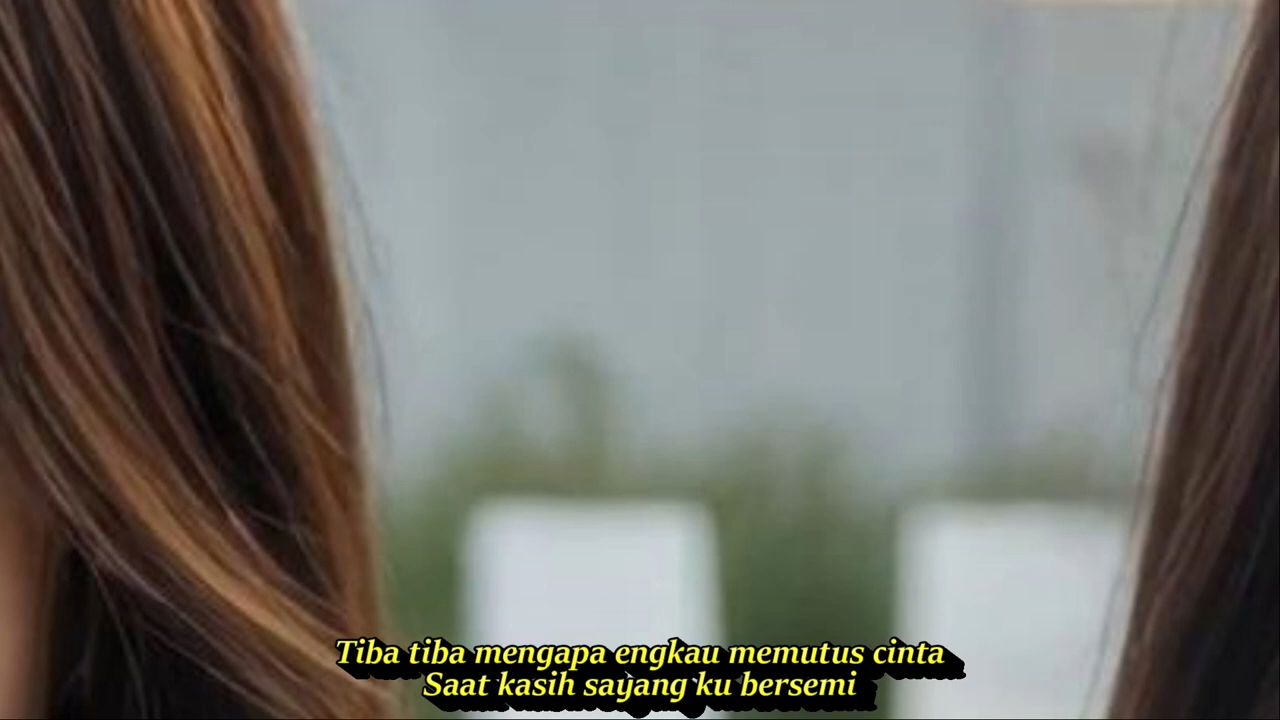 Tiba tiba mengapa engkau memutus cinta
Saat kasih sayang ku bersemi